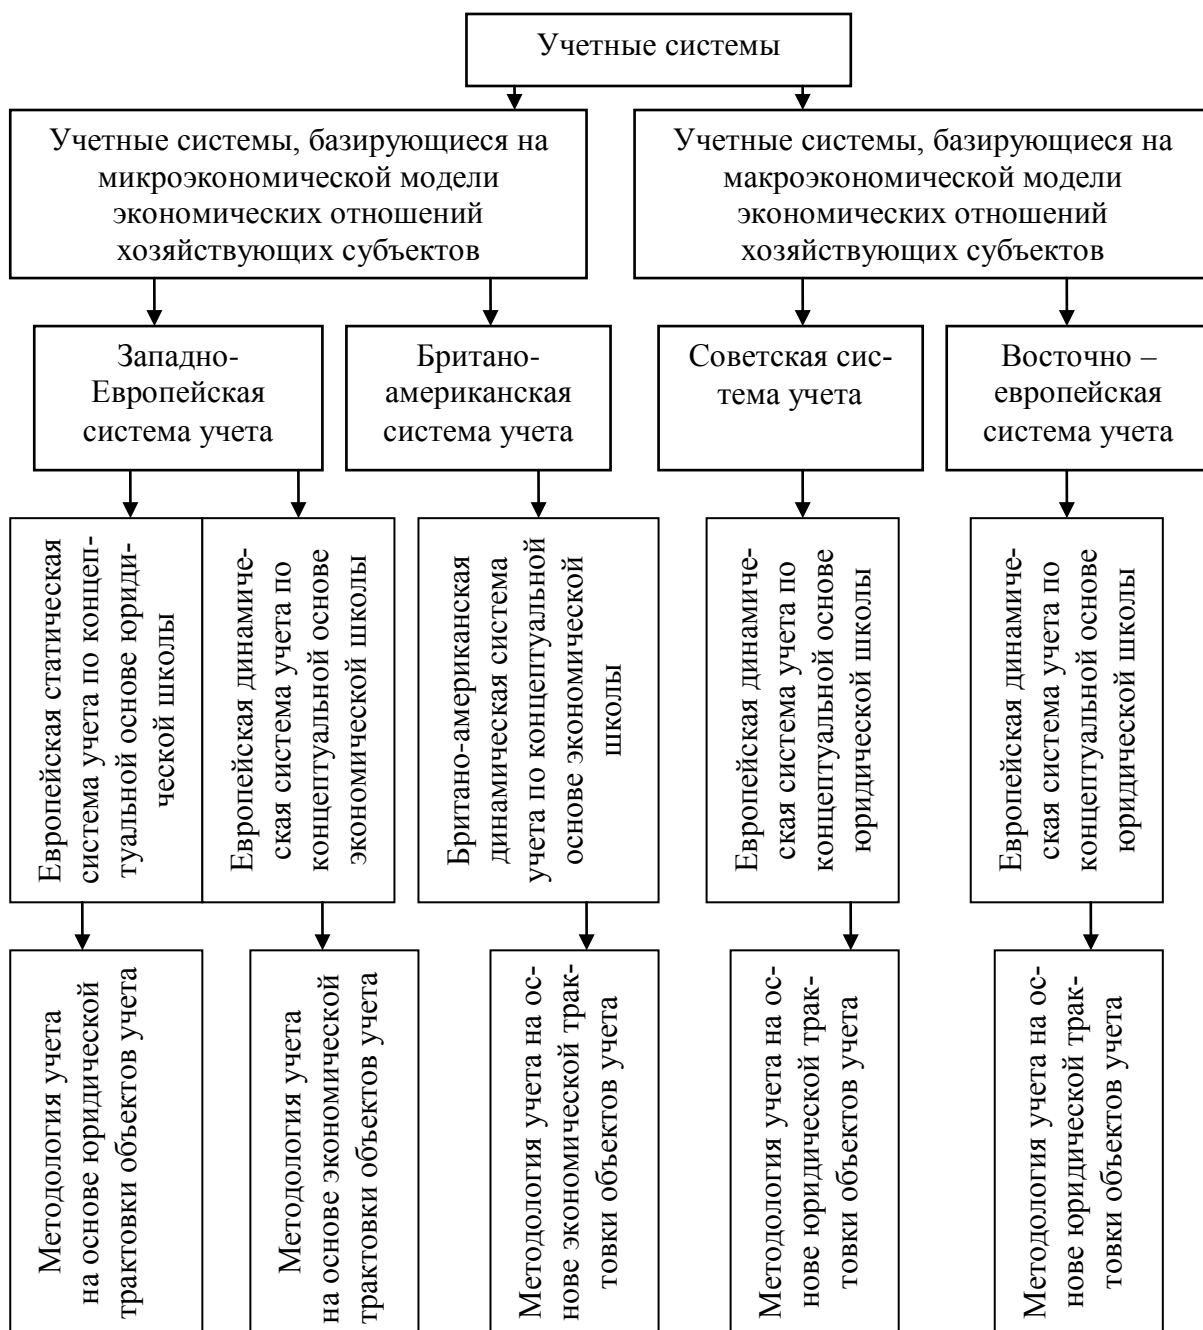 Учетные системы
Учетные системы, базирующиеся на
микроэкономической модели
экономических отношений
хозяйствующих субъектов
Учетные системы, базирующиеся на
макроэкономической модели
экономических отношений
хозяйствующих субъектов
Западно-
Европейская
система учета
Британо-
американская
система учета
Советская сис-
тема учета
Восточно –
европейская
система учета
Европейская статическая
система учета по концеп-
туальной основе юриди-
ческой школы
Европейская динамиче-
ская система учета по
концептуальной основе
экономической школы
Британо-американская
динамическая система
учета по концептуальной
основе экономической
школы
Европейская динамиче-
ская система учета по
концептуальной основе
юридической школы
Европейская динамиче-
ская система учета по
концептуальной основе
юридической школы
Методология учета
на основе юридической
трактовки объектов учета
Методология учета
на основе экономической
трактовки объектов учета
Методология учета на ос-
нове экономической трак-
товки объектов учета
Методология учета на ос-
нове юридической трак-
товки объектов учета
Методология учета на ос-
нове юридической трак-
товки объектов учета